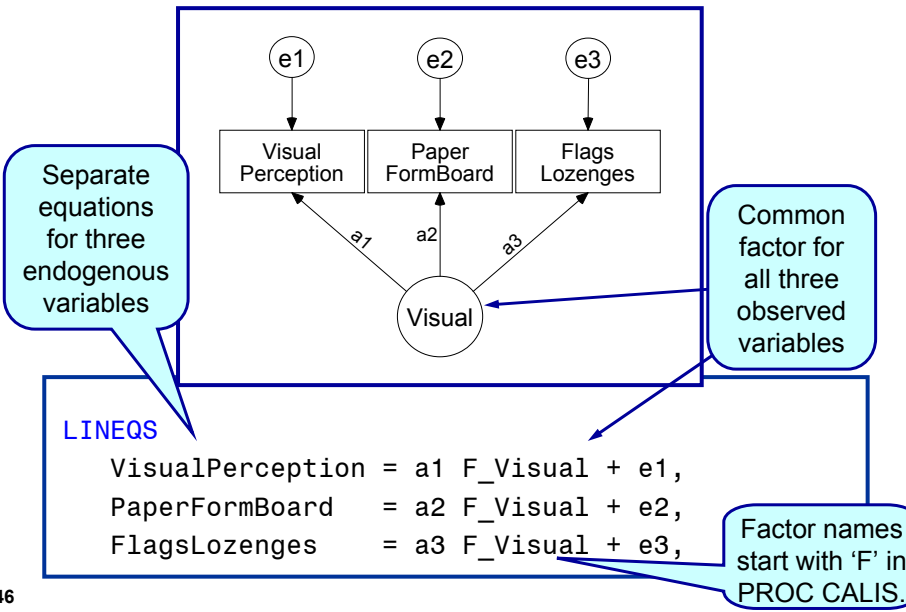 e1
e2
e3
Visual
Perception
Paper
FormBoard
Flags
Lozenges
Separate
equations
for three
endogenous
variables
a1
a2
a3
Visual
Common
factor for
all three
observed
variables
LINEQS
VisualPerception = a1 F_Visual + e1,
PaperFormBoard = a2 F_Visual + e2,
FlagsLozenges = a3 F_Visual + e3,
Factor names
start with ‘F’ in
PROC CALIS.
46